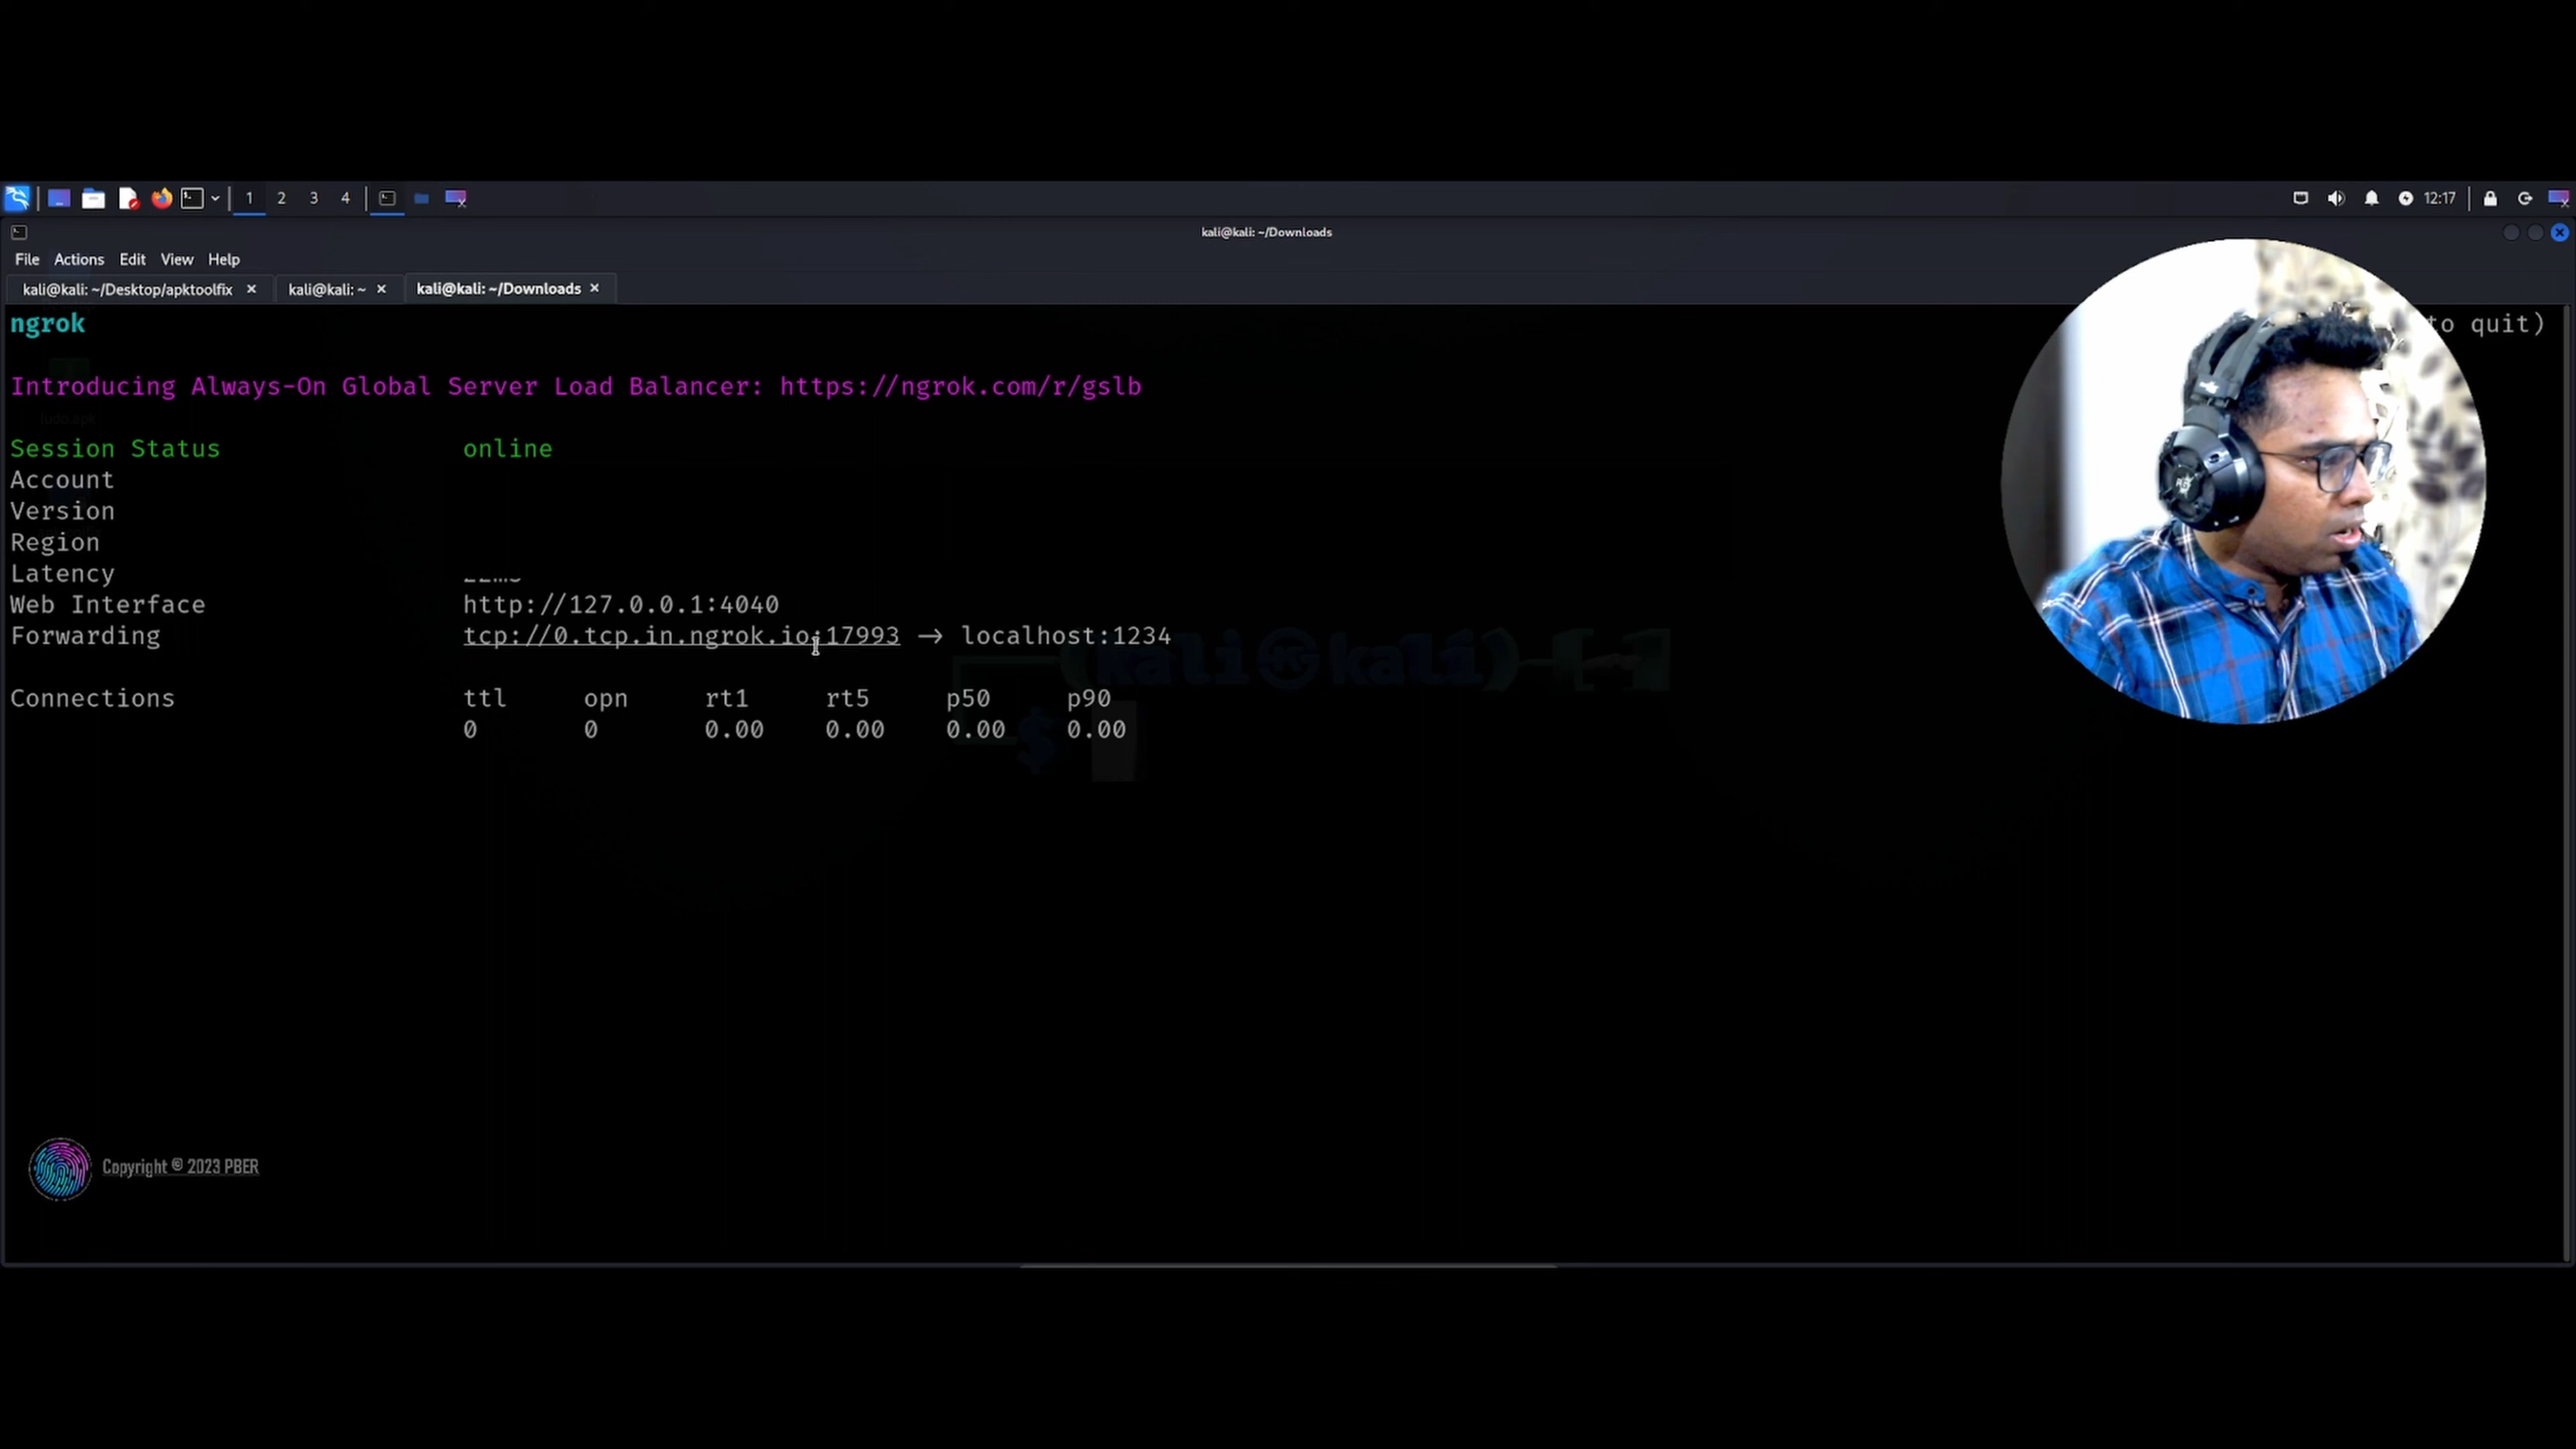 1 2 3 4 12:17
kali@kali: ~/Downloads
File Actions Edit View Help
kali@kali: ~/Desktop/apktoolfix kali@kali: ~ kali@kali: ~/Downloads
ngrok to quit)
Introducing Always-On Global Server Load Balancer: https://ngrok.com/r/gslb
Session Status online
Account
Version
Region
Latency
Web Interface http://127.0.0.1:4040
Forwarding tcp://0.tcp.in.ngrok.io:17993 → localhost:1234
(kali㉿kali)-[~]
$
Connections ttl opn rt1 rt5 p50 p90
0 0 0.00 0.00 0.00 0.00
Copyright © 2023 PBER